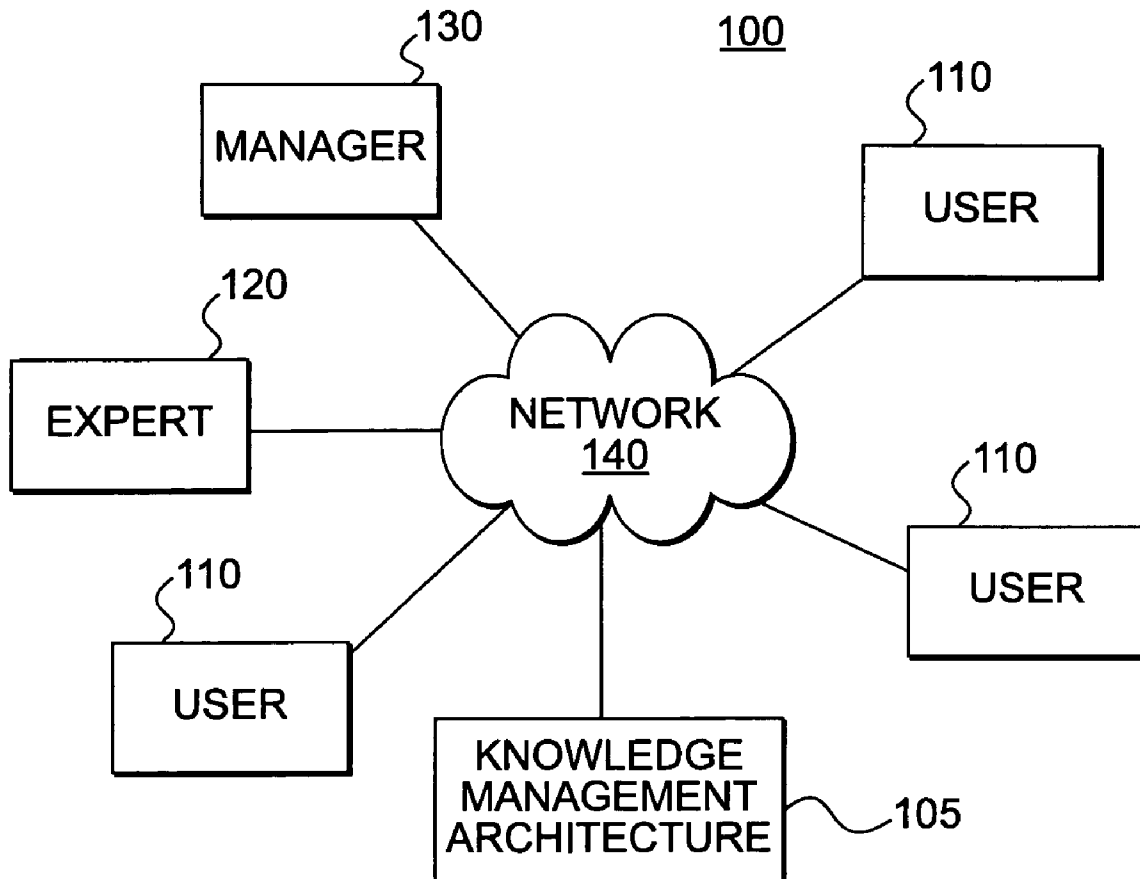 100
130
MANAGER
110
USER
120
EXPERT
NETWORK
140
110
USER
110
USER
KNOWLEDGE
MANAGEMENT
ARCHITECTURE
105